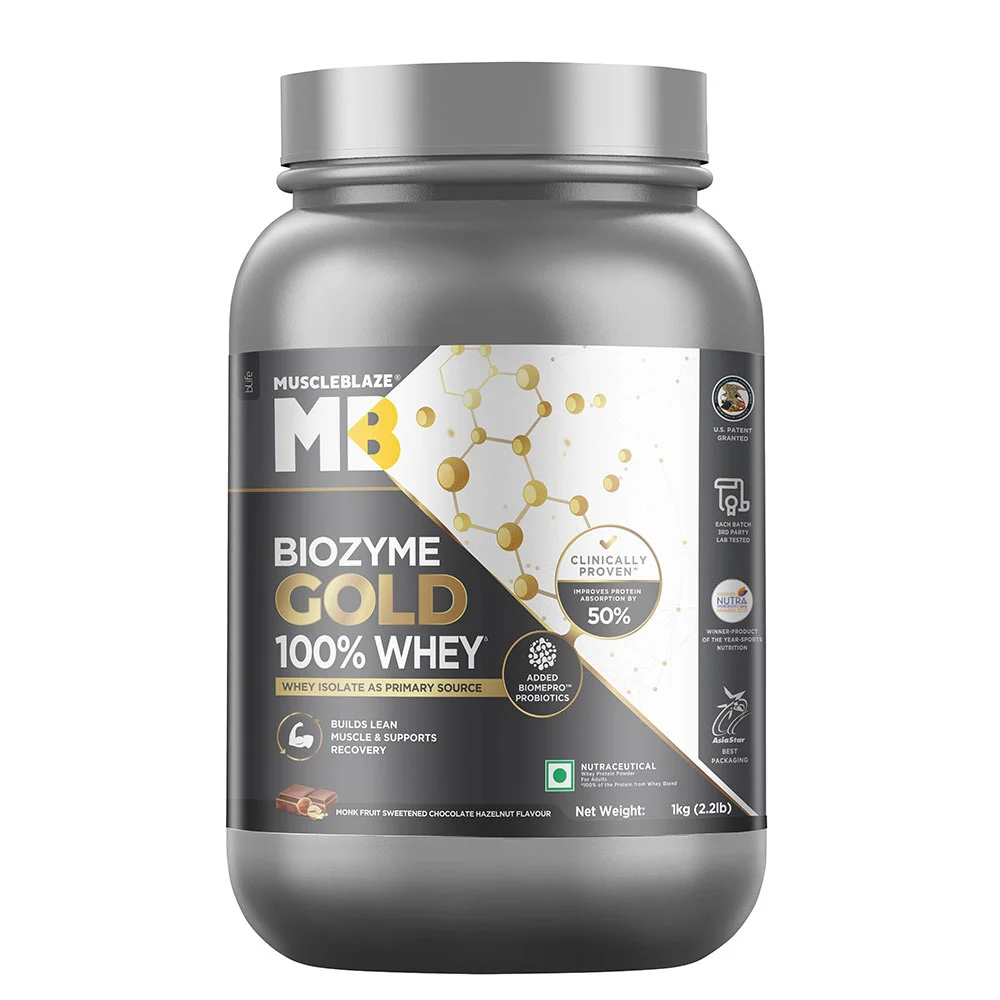 bLife
MUSCLEBLAZE®
MB
BIOZYME
GOLD
100% WHEY^
WHEY ISOLATE AS PRIMARY SOURCE
BUILDS LEAN
MUSCLE & SUPPORTS
RECOVERY
MONK FRUIT SWEETENED CHOCOLATE HAZELNUT FLAVOUR
CLINICALLY
PROVEN^
IMPROVES PROTEIN
ABSORPTION BY
50%
ADDED
BIOMEPRO™
PROBIOTICS
NUTRACEUTICAL
Whey Protein Powder
For Adults
^100% of the Protein from Whey Blend
Net Weight: 1kg (2.2lb)
U.S. PATENT
GRANTED
EACH BATCH
3RD PARTY
LAB TESTED
NUTRA
WINNER-PRODUCT
OF THE YEAR-SPORTS
NUTRITION
AsiaStar
BEST
PACKAGING